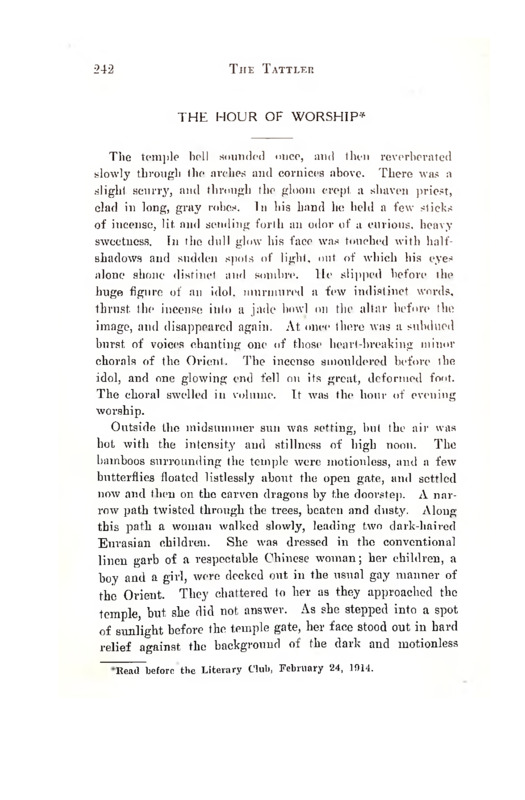 242 THE TATTLER
THE HOUR OF WORSHIP*
The temple bell sounded once, and then reverberated
slowly through the arches and cornices above. There was a
slight scurry, and through the gloom crept a shaven priest,
clad in long, gray robes. In his hand he held a few sticks
of incense, lit and sending forth an odor of a curious, heavy
sweetness. In the dull glow his face was touched with half-
shadows and sudden spots of light, out of which his eyes
alone shone distinct and sombre. He slipped before the
huge figure of an idol, murmured a few indistinct words,
thrust the incense into a jade bowl on the altar before the
image, and disappeared again. At once there was a subdued
burst of voices chanting one of those heart-breaking minor
chorals of the Orient. The incense smouldered before the
idol, and one glowing end fell on its great, deformed foot.
The choral swelled in volume. It was the hour of evening
worship.
Outside the midsummer sun was setting, but the air was
hot with the intensity and stillness of high noon. The
bamboos surrounding the temple were motionless, and a few
butterflies floated listlessly about the open gate, and settled
now and then on the carven dragons by the doorstep. A nar-
row path twisted through the trees, beaten and dusty. Along
this path a woman walked slowly, leading two dark-haired
Eurasian children. She was dressed in the conventional
linen garb of a respectable Chinese woman; her children, a
boy and a girl, were decked out in the usual gay manner of
the Orient. They chattered to her as they approached the
temple, but she did not answer. As she stepped into a spot
of sunlight before the temple gate, her face stood out in hard
relief against the background of the dark and motionless
*Read before the Literary Club, February 24, 1914.